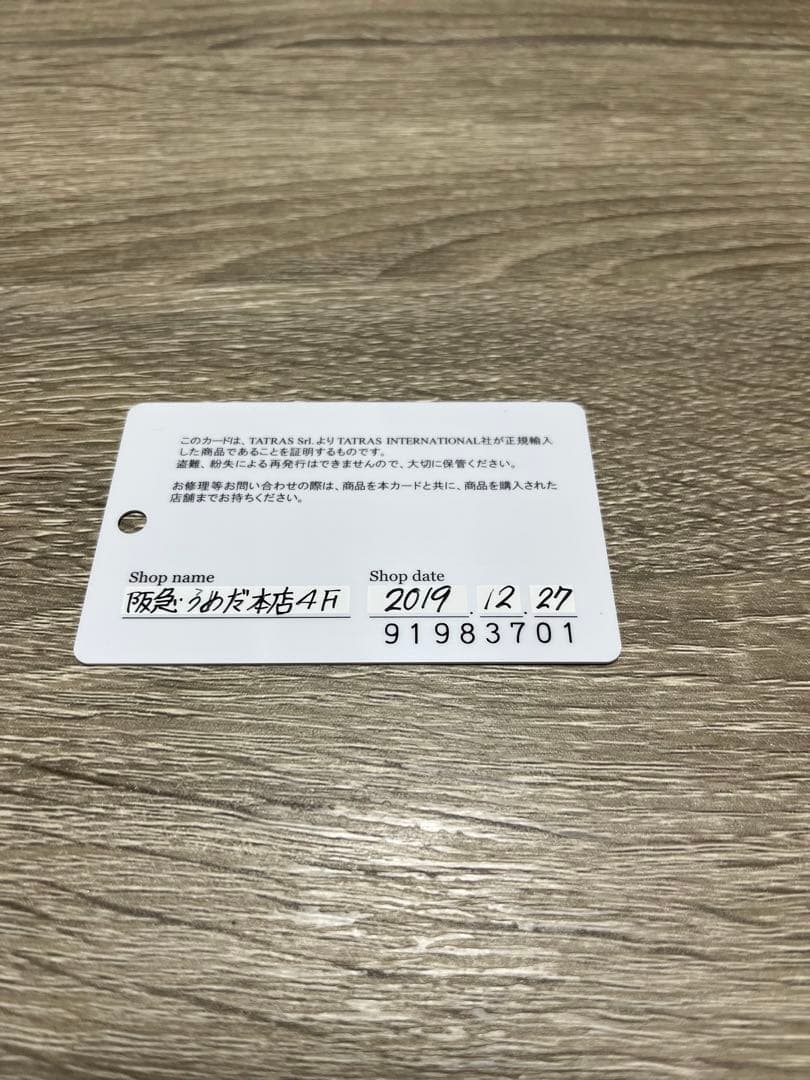 このカードは、TATRAS Srl.よりTATRAS INTERNATIONAL社が正規輸入
した商品であることを証明するものです。
盗難、紛失による再発行はできませんので、大切に保管ください。
お修理等お問い合わせの際は、商品を本カードと共に、商品を購入された
店舗までお持ちください。
Shop name
阪急・うめだ本店4F
Shop date
2019.12.27
91983701